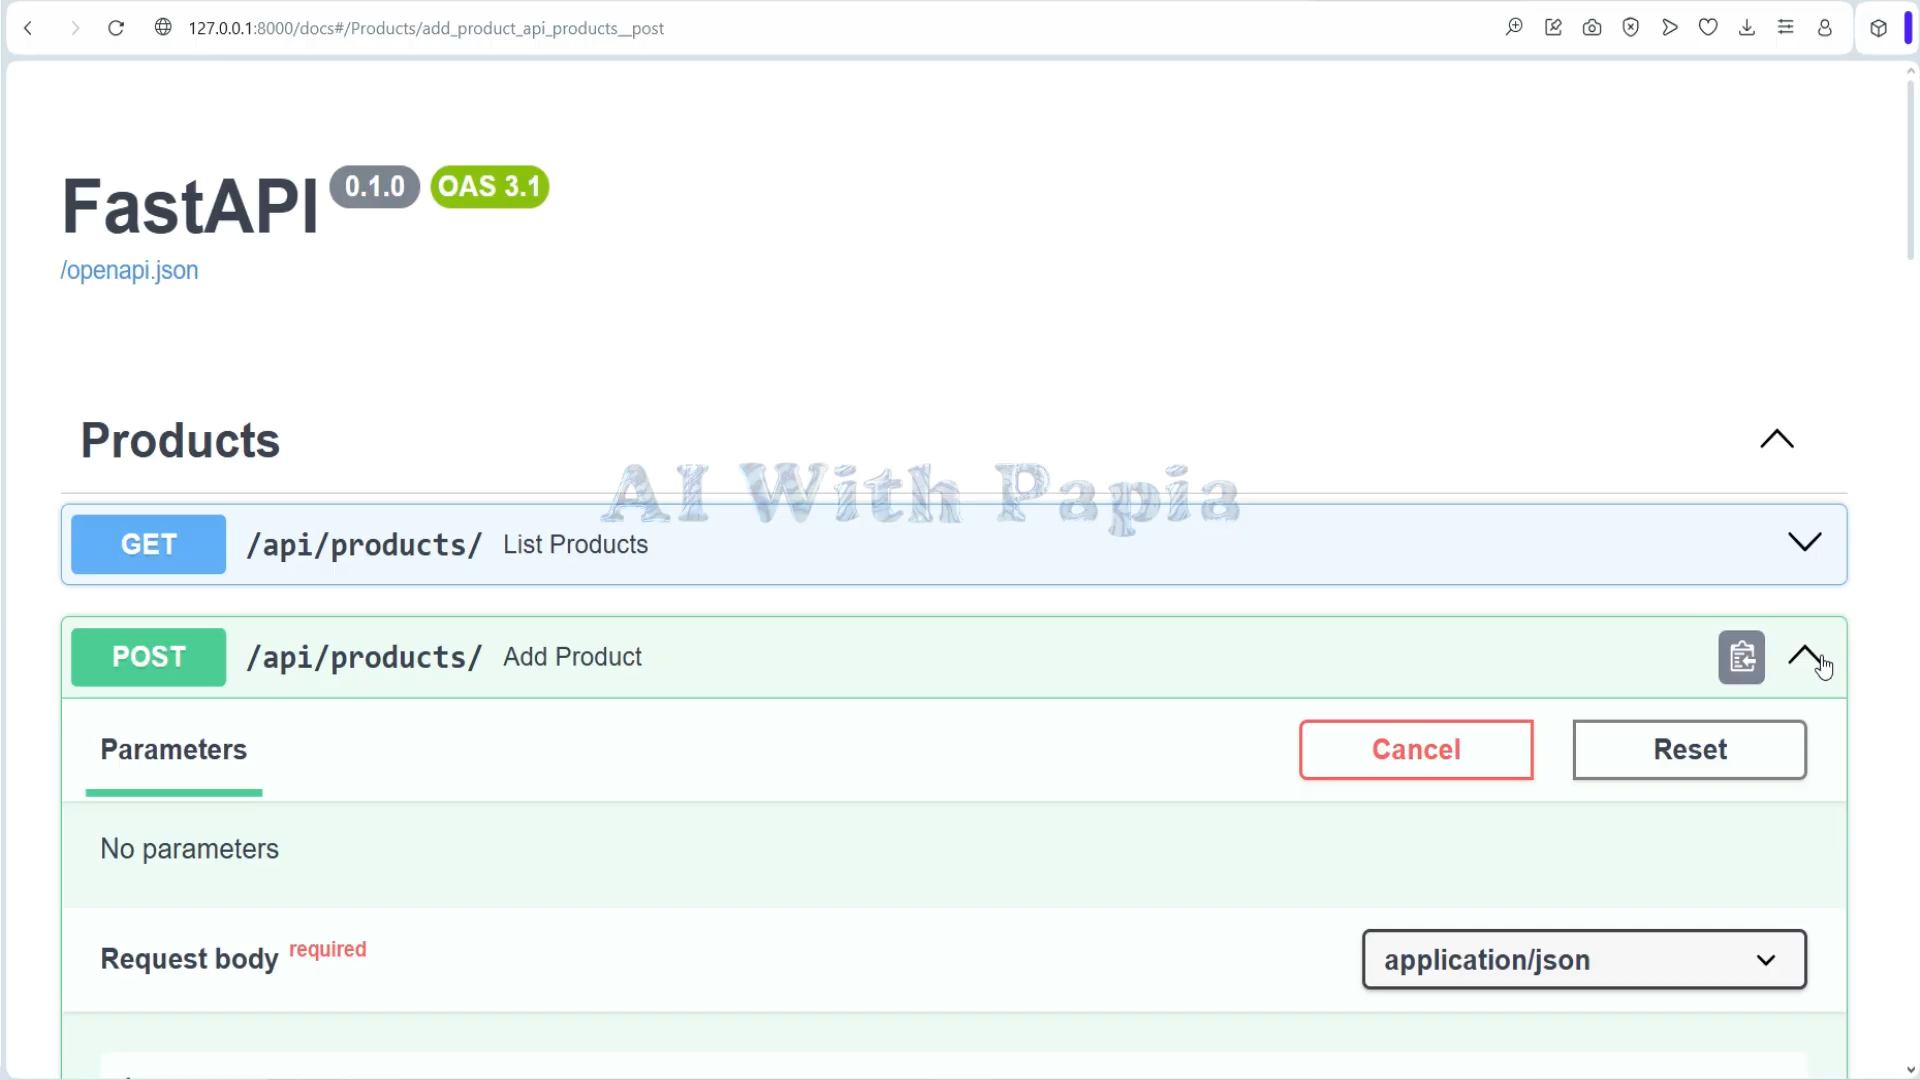 127.0.0.1:8000/docs#/Products/add_product_api_products__post
FastAPI 0.1.0 OAS 3.1
/openapi.json
Products
AI With Papia
GET /api/products/ List Products
POST /api/products/ Add Product
Parameters Cancel Reset
No parameters
Request body required application/json